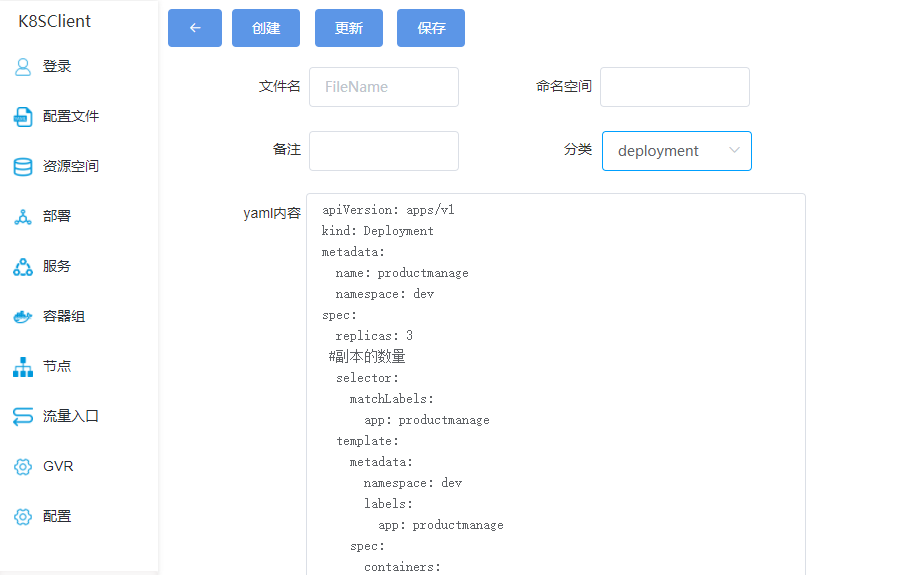 K8SClient
登录
配置文件
资源空间
部署
服务
容器组
节点
流量入口
GVR
配置
← 创建 更新 保存
文件名 FileName 命名空间
备注 分类 deployment
yaml内容
apiVersion: apps/v1
kind: Deployment
metadata:
  name: productmanage
  namespace: dev
spec:
  replicas: 3
 #副本的数量
  selector:
    matchLabels:
      app: productmanage
  template:
    metadata:
      namespace: dev
      labels:
        app: productmanage
    spec:
      containers: